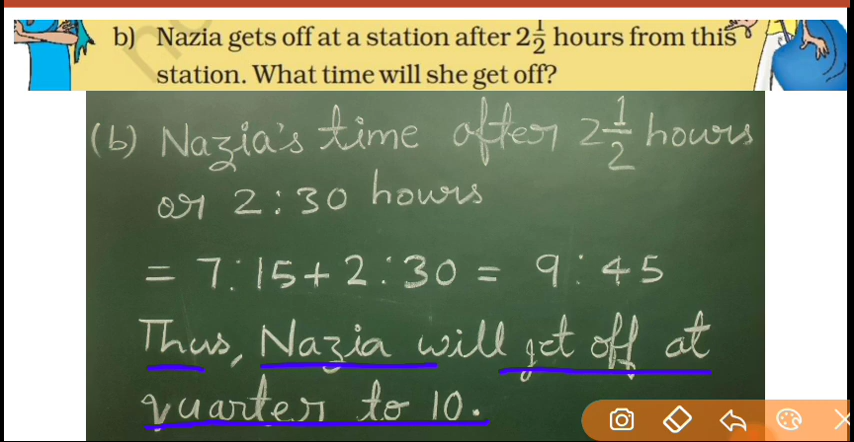 b) Nazia gets off at a station after 2½ hours from this
station. What time will she get off?
(b) Nazia's time after 2½ hours
or 2:30 hours
= 7:15+2:30 = 9:45
Thus, Nazia will get off at
quarter to 10.